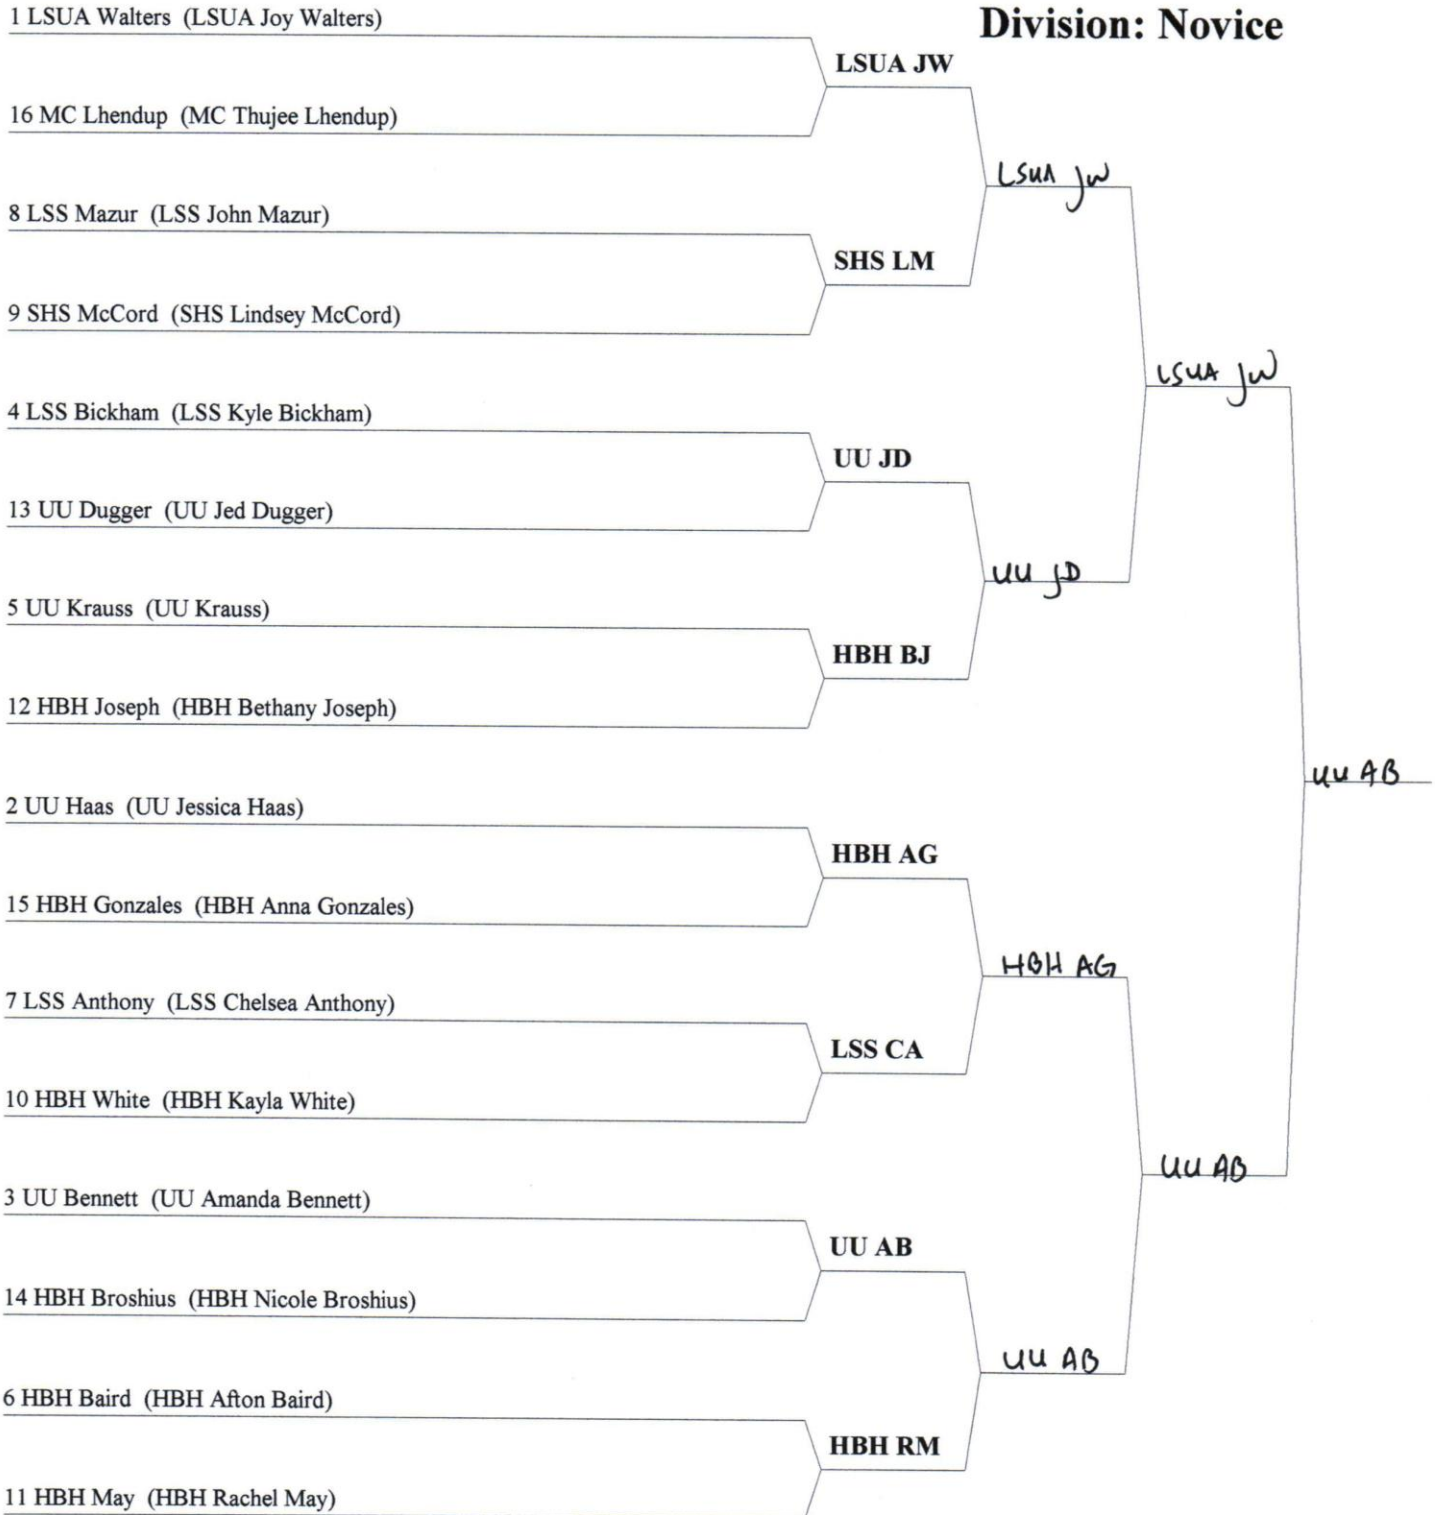 1 LSUA Walters (LSUA Joy Walters)
Division: Novice
LSUA JW
16 MC Lhendup (MC Thujee Lhendup)
LSUA JW
8 LSS Mazur (LSS John Mazur)
SHS LM
9 SHS McCord (SHS Lindsey McCord)
LSUA JW
4 LSS Bickham (LSS Kyle Bickham)
UU JD
13 UU Dugger (UU Jed Dugger)
UU JD
5 UU Krauss (UU Krauss)
HBH BJ
12 HBH Joseph (HBH Bethany Joseph)
UU AB
2 UU Haas (UU Jessica Haas)
HBH AG
15 HBH Gonzales (HBH Anna Gonzales)
HBH AG
7 LSS Anthony (LSS Chelsea Anthony)
LSS CA
10 HBH White (HBH Kayla White)
UU AB
3 UU Bennett (UU Amanda Bennett)
UU AB
14 HBH Broshius (HBH Nicole Broshius)
UU AB
6 HBH Baird (HBH Afton Baird)
HBH RM
11 HBH May (HBH Rachel May)